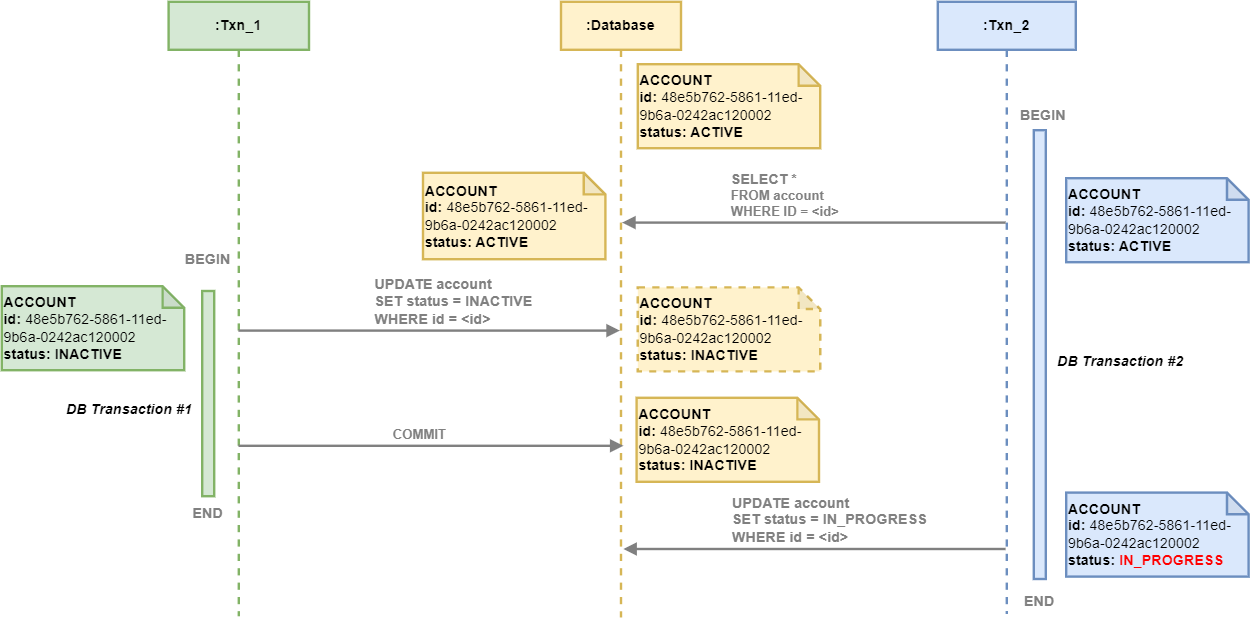 :Txn_1
:Database
:Txn_2
ACCOUNT
id: 48e5b762-5861-11ed-
9b6a-0242ac120002
status: ACTIVE
BEGIN
SELECT *
FROM account
WHERE ID = <id>
ACCOUNT
id: 48e5b762-5861-11ed-
9b6a-0242ac120002
status: ACTIVE
ACCOUNT
id: 48e5b762-5861-11ed-
9b6a-0242ac120002
status: ACTIVE
BEGIN
UPDATE account
SET status = INACTIVE
WHERE id = <id>
ACCOUNT
id: 48e5b762-5861-11ed-
9b6a-0242ac120002
status: INACTIVE
ACCOUNT
id: 48e5b762-5861-11ed-
9b6a-0242ac120002
status: INACTIVE
DB Transaction #2
DB Transaction #1
COMMIT
ACCOUNT
id: 48e5b762-5861-11ed-
9b6a-0242ac120002
status: INACTIVE
END
UPDATE account
SET status = IN_PROGRESS
WHERE id = <id>
ACCOUNT
id: 48e5b762-5861-11ed-
9b6a-0242ac120002
status: IN_PROGRESS
END